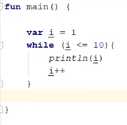 fun main() {
var i = 1
while (i <= 10){
println(i)
i++
}
}